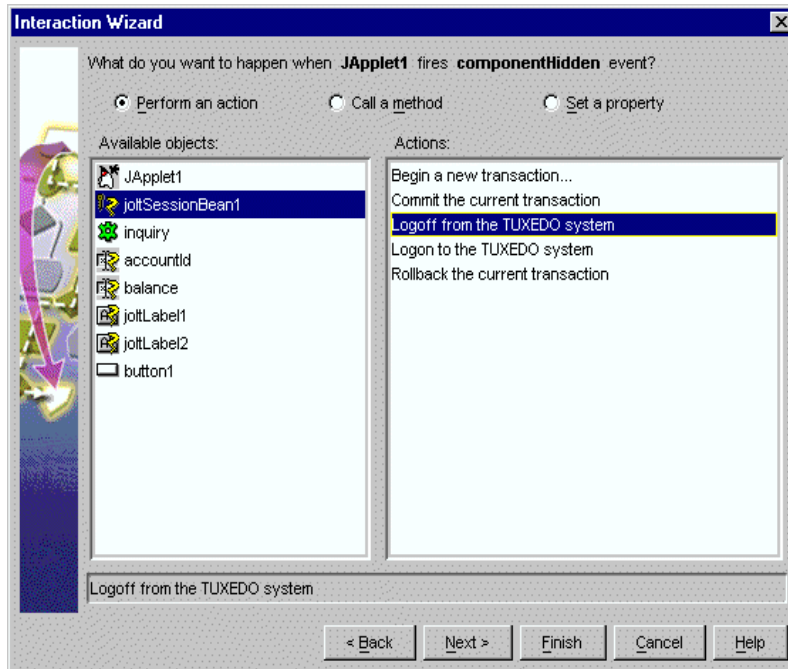 Interaction Wizard
What do you want to happen when JApplet1 fires componentHidden event?
Perform an action
Call a method
Set a property
Available objects:
Actions:
JApplet1
joltSessionBean1
inquiry
accountId
balance
joltLabel1
joltLabel2
button1
Begin a new transaction...
Commit the current transaction
Logoff from the TUXEDO system
Logon to the TUXEDO system
Rollback the current transaction
Logoff from the TUXEDO system
< Back
Next >
Finish
Cancel
Help